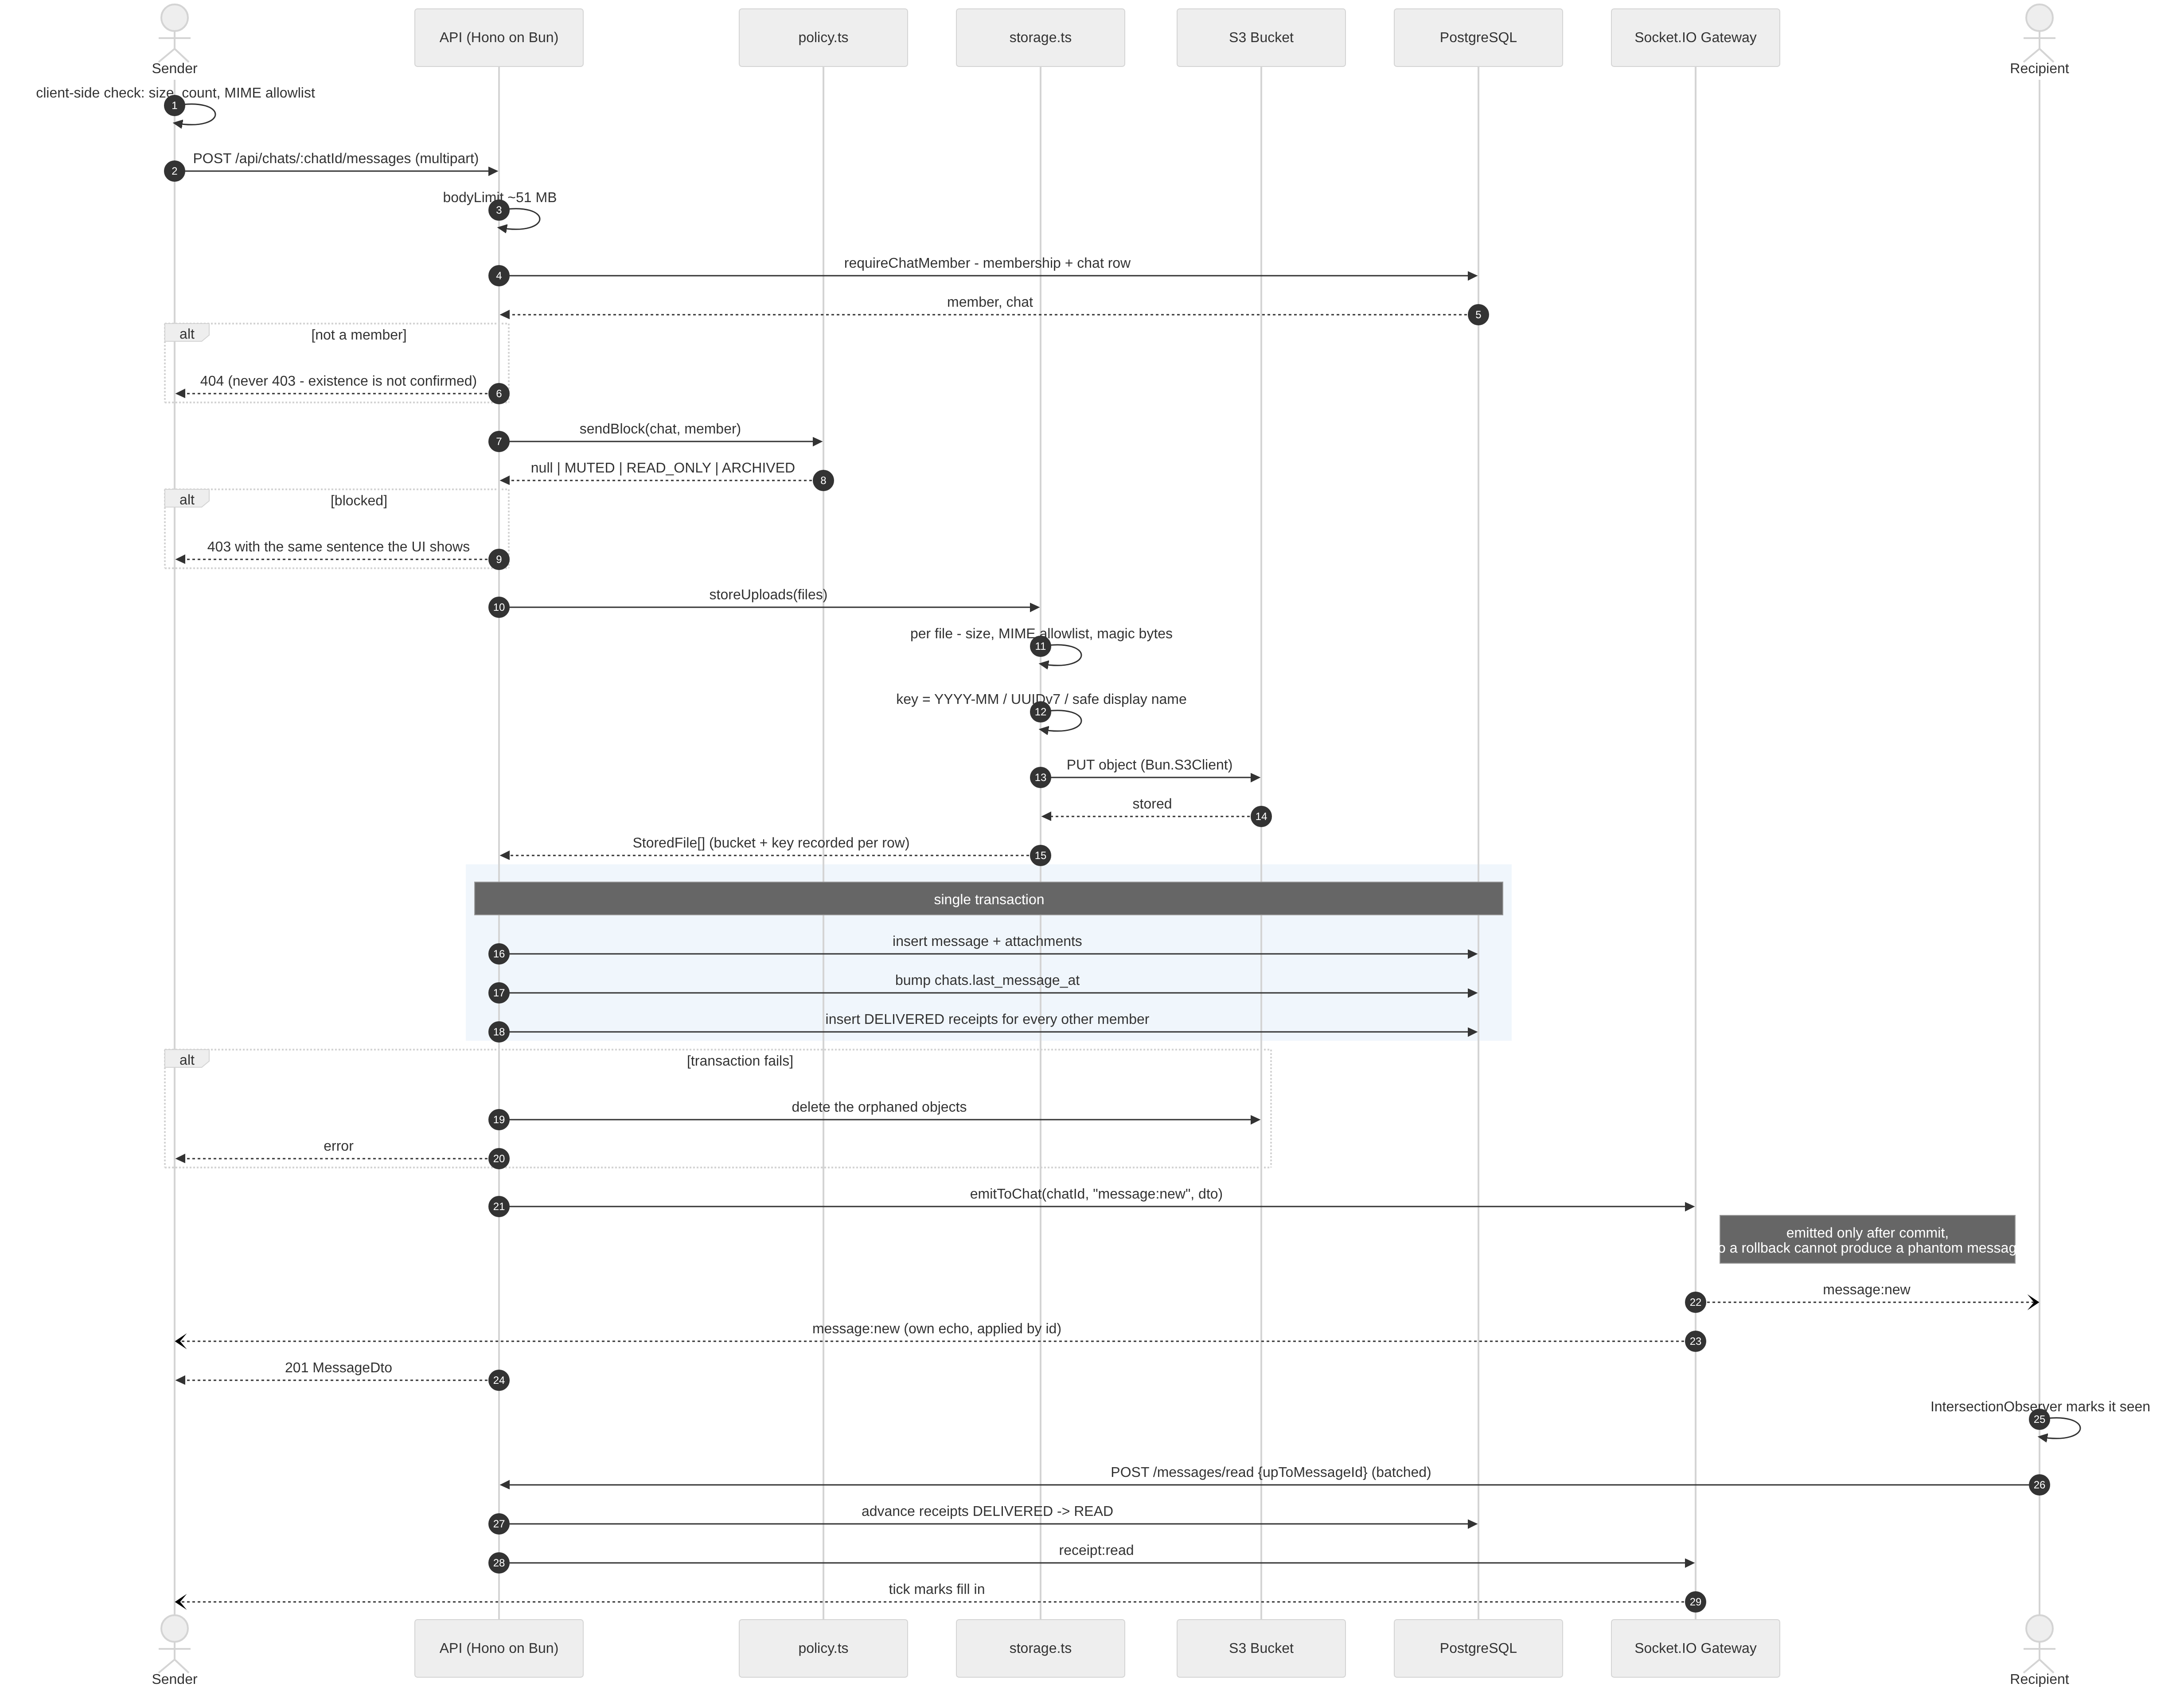 Sender
API (Hono on Bun)
policy.ts
storage.ts
S3 Bucket
PostgreSQL
Socket.IO Gateway
Recipient
client-side check: size, count, MIME allowlist
1
2
POST /api/chats/:chatId/messages (multipart)
bodyLimit ~51 MB
3
4
requireChatMember - membership + chat row
member, chat
5
alt
[not a member]
404 (never 403 - existence is not confirmed)
6
sendBlock(chat, member)
7
null | MUTED | READ_ONLY | ARCHIVED
8
alt
[blocked]
403 with the same sentence the UI shows
9
storeUploads(files)
10
per file - size, MIME allowlist, magic bytes
11
key = YYYY-MM / UUIDv7 / safe display name
12
PUT object (Bun.S3Client)
13
stored
14
StoredFile[] (bucket + key recorded per row)
15
single transaction
insert message + attachments
16
bump chats.last_message_at
17
insert DELIVERED receipts for every other member
18
alt
[transaction fails]
delete the orphaned objects
19
error
20
emitToChat(chatId, "message:new", dto)
21
emitted only after commit,
o a rollback cannot produce a phantom messag
message:new
22
message:new (own echo, applied by id)
23
201 MessageDto
24
IntersectionObserver marks it seen
25
POST /messages/read {upToMessageId} (batched)
26
advance receipts DELIVERED -> READ
27
receipt:read
28
tick marks fill in
29
Sender
API (Hono on Bun)
policy.ts
storage.ts
S3 Bucket
PostgreSQL
Socket.IO Gateway
Recipient